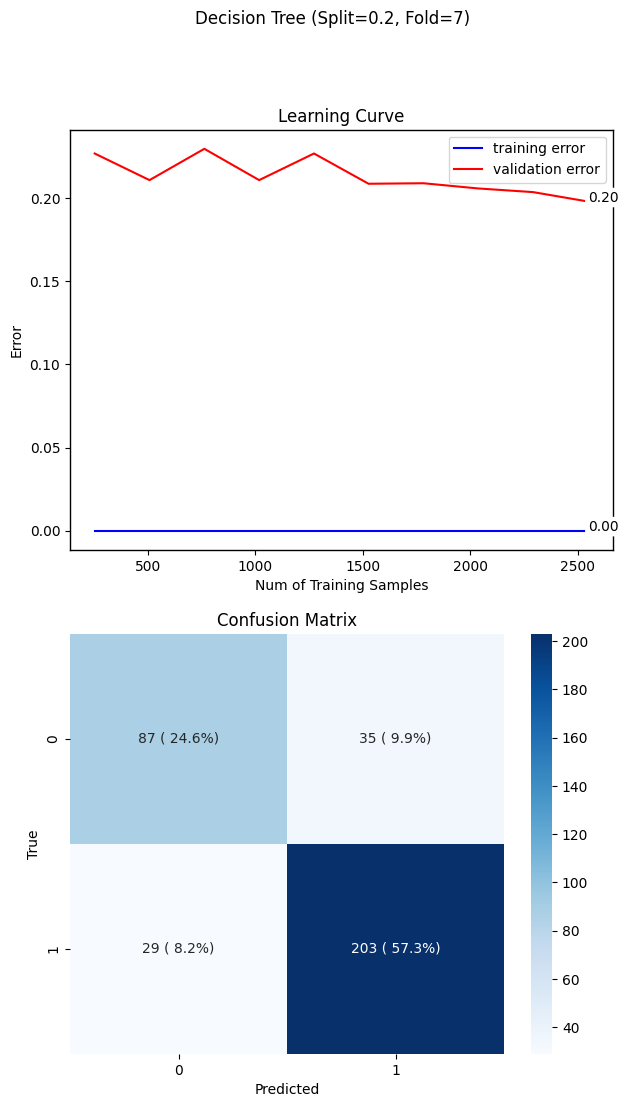 Decision Tree (Split=0.2, Fold=7)
Learning Curve
training error
validation error
0.20
0.15
0.10
0.05
0.00
Error
0.20
0.00
500 1000 1500 2000 2500
Num of Training Samples
Confusion Matrix
0
1
True
87 ( 24.6%) 35 ( 9.9%)
29 ( 8.2%) 203 ( 57.3%)
0 1
Predicted
200
180
160
140
120
100
80
60
40